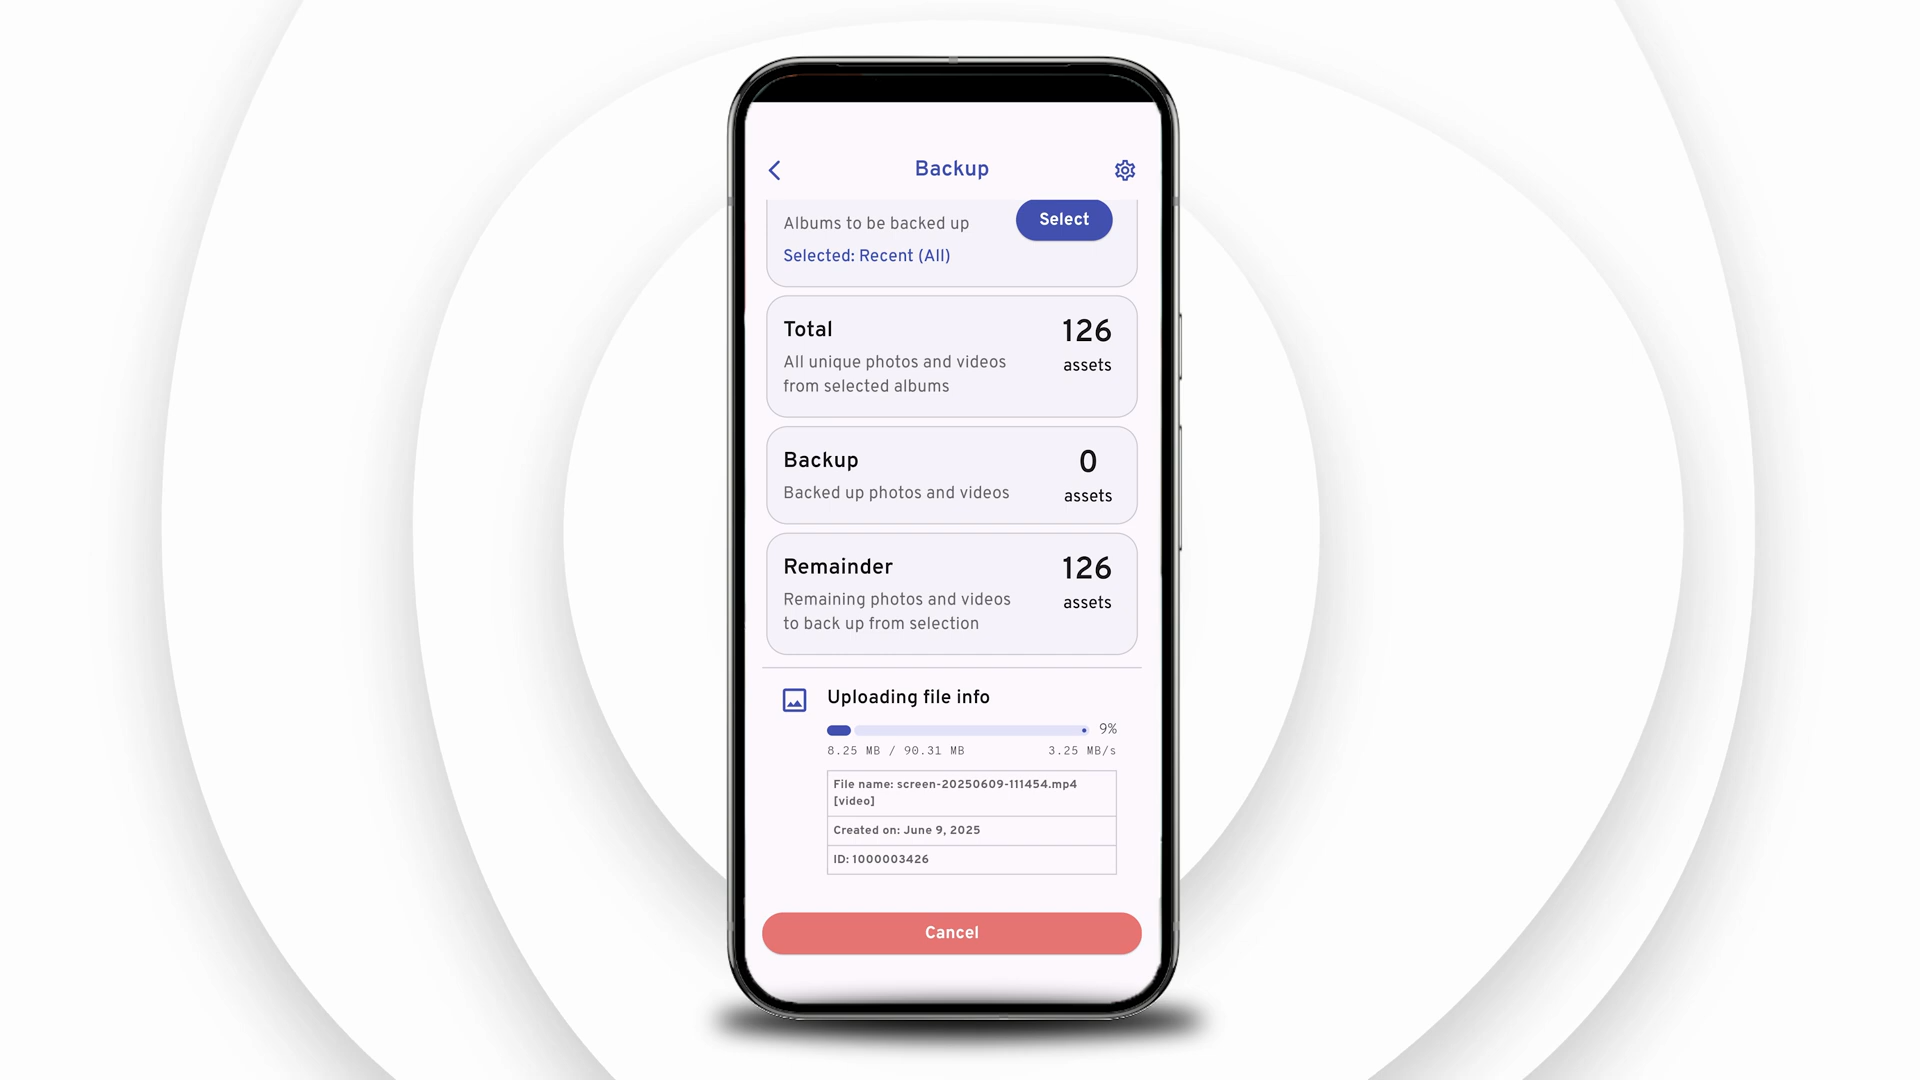 Backup
Albums to be backed up
Select
Selected: Recent (All)
Total
126
All unique photos and videos
from selected albums
assets
Backup
0
Backed up photos and videos
assets
Remainder
126
Remaining photos and videos
to back up from selection
assets
Uploading file info
9%
8.25 MB / 90.31 MB
3.25 MB/s
File name: screen-20250609-111454.mp4
[video]
Created on: June 9, 2025
ID: 1000003426
Cancel